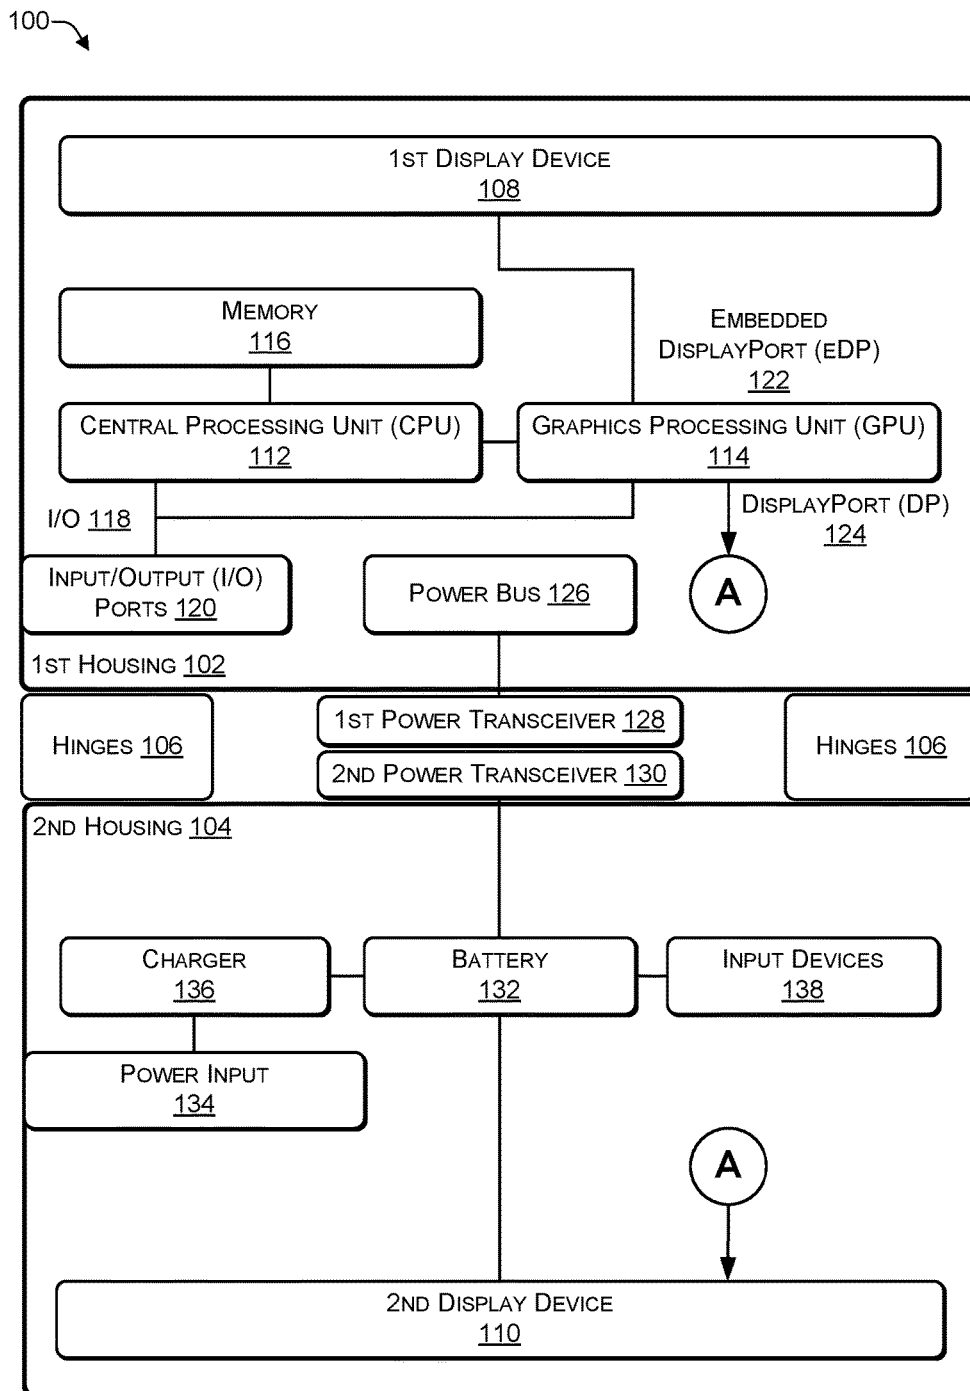 100
1ST DISPLAY DEVICE
108
MEMORY
116
EMBEDDED
DISPLAYPORT (EDP)
122
CENTRAL PROCESSING UNIT (CPU)
112
GRAPHICS PROCESSING UNIT (GPU)
114
I/O 118
DISPLAYPORT (DP)
124
INPUT/OUTPUT (I/O)
PORTS 120
POWER BUS 126
A
1ST HOUSING 102
HINGES 106
1ST POWER TRANSCEIVER 128
2ND POWER TRANSCEIVER 130
HINGES 106
2ND HOUSING 104
CHARGER
136
BATTERY
132
INPUT DEVICES
138
POWER INPUT
134
A
2ND DISPLAY DEVICE
110